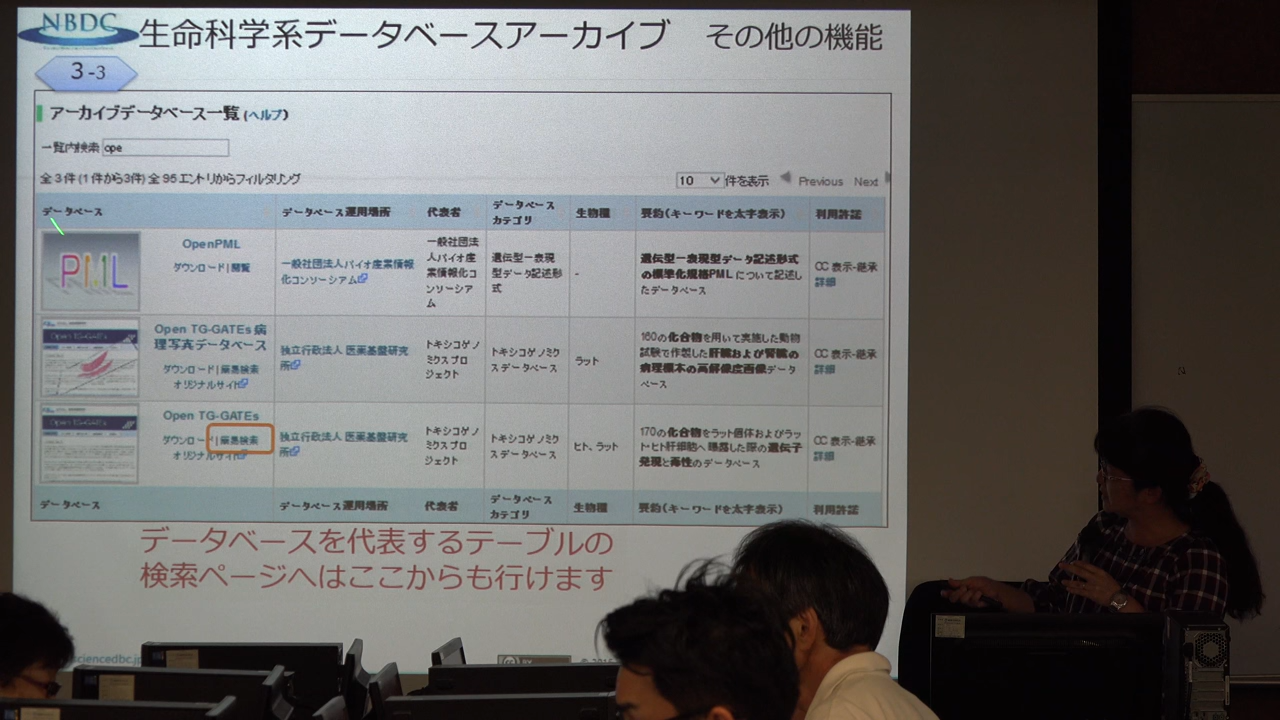 NBDC
生命科学系データベースアーカイブ その他の機能
3-3
アーカイブデータベース一覧 (ヘルプ)
一覧内検索 ope
全 3 件 (1 件から3件) 全 95 エントリからフィルタリング
10 件を表示 Previous Next
データベース データベース運用場所 代表者 データベースカテゴリ 生物種 要約(キーワードを太字表示) 利用許諾
PML
OpenPML
ダウンロード | 閲覧
一般社団法人バイオ産業情報
化コンソーシアム
一般社団法
人バイオ産
業情報化コ
ンソーシア
ム
遺伝型ー表現
型データ記述形
式
-
遺伝型ー表現型データ記述形式
の標準化規格PML について記述し
たデータベース
CC 表示-継承
詳細
Open TG-GATEs
Open TG-GATEs 病
理写真データベース
ダウンロード | 簡易検索
オリジナルサイト
独立行政法人 医薬基盤研究
所
トキシコゲノ
ミクスプロ
ジェクト
トキシコゲノミク
スデータベース
ラット
160の化合物を用いて実施した動物
試験で作製した肝臓および腎臓の
病理標本の高解像度画像データ
ベース
CC 表示-継承
詳細
Open TG-GATEs
Open TG-GATEs
ダウンロード | 簡易検索
オリジナルサイト
独立行政法人 医薬基盤研究
所
トキシコゲノ
ミクスプロ
ジェクト
トキシコゲノミク
スデータベース
ヒト、ラット
170の化合物をラット個体およびラッ
ト・ヒト肝細胞へ曝露した際の遺伝子
発現と毒性のデータベース
CC 表示-継承
詳細
データベース データベース運用場所 代表者 データベースカテゴリ 生物種 要約(キーワードを太字表示) 利用許諾
データベースを代表するテーブルの
検索ページへはここからも行けます
sciencedbc.jp